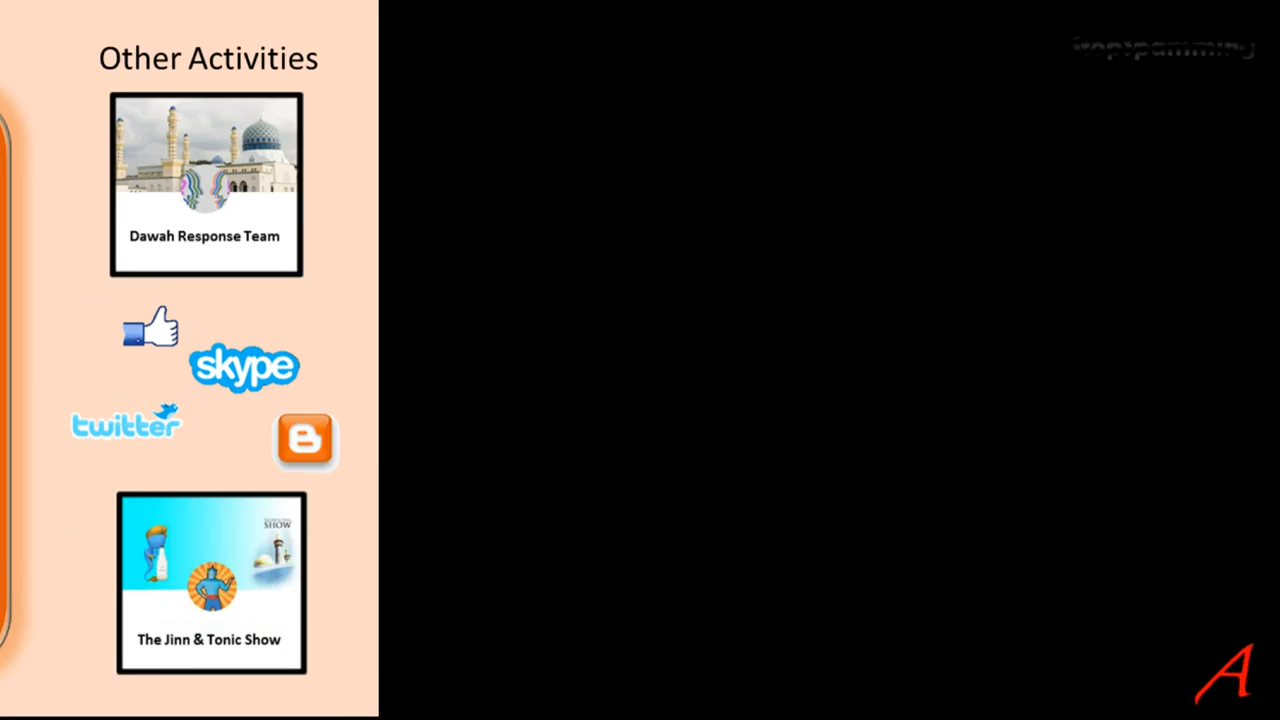 Other Activities
Dawah Response Team
skype
twitter
SHOW
The Jinn & Tonic Show
A